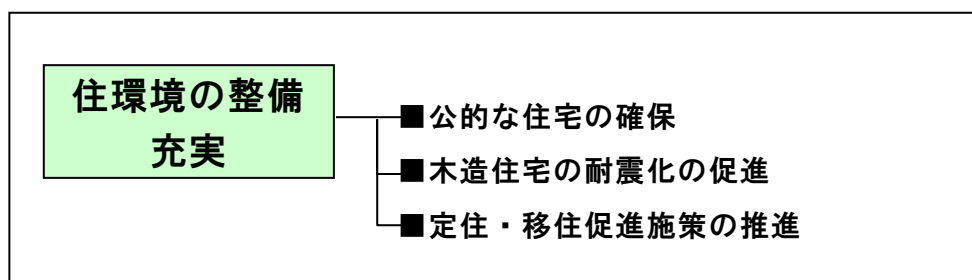 住環境の整備
充実
■公的な住宅の確保
■木造住宅の耐震化の促進
■定住・移住促進施策の推進